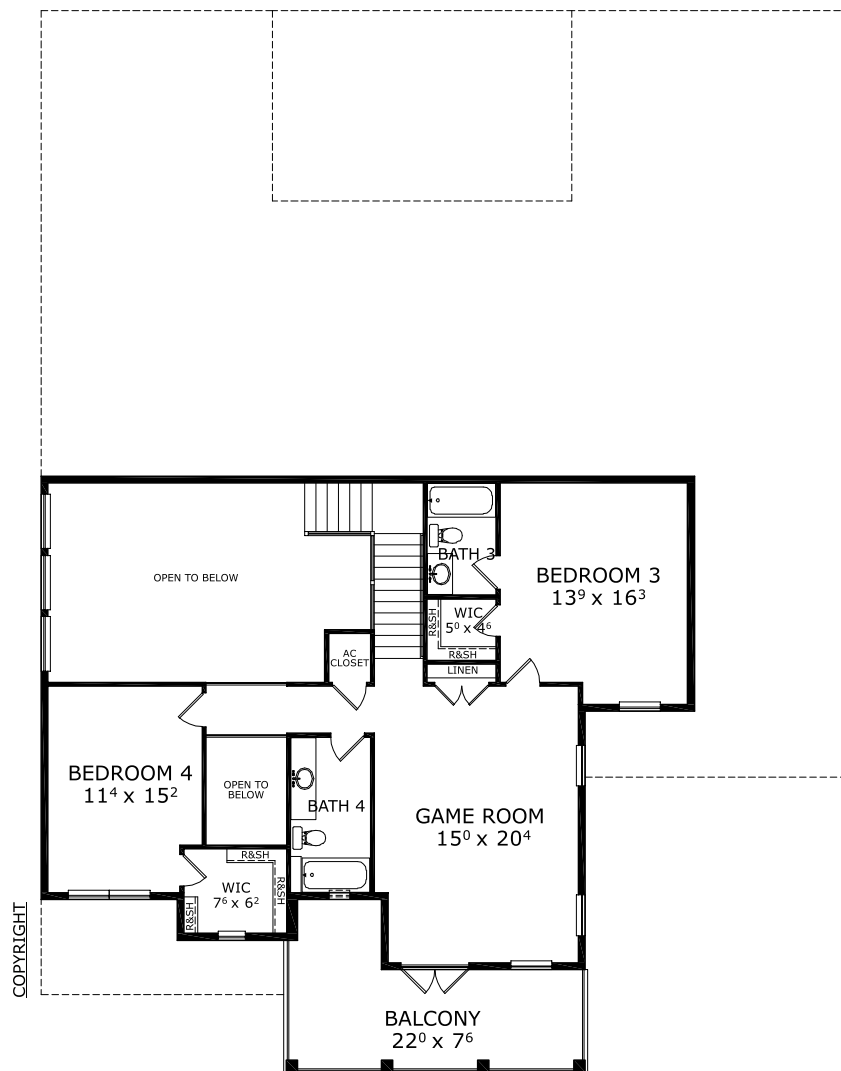 BATH 3
BEDROOM 3
13⁹ x 16³
OPEN TO BELOW
WIC
5⁰ x 4⁶
R&SH
R&SH
AC
CLOSET
LINEN
BEDROOM 4
11⁴ x 15²
OPEN TO
BELOW
BATH 4
GAME ROOM
15⁰ x 20⁴
R&SH
WIC
7⁶ x 6²
R&SH
R&SH
COPYRIGHT
BALCONY
22⁰ x 7⁶